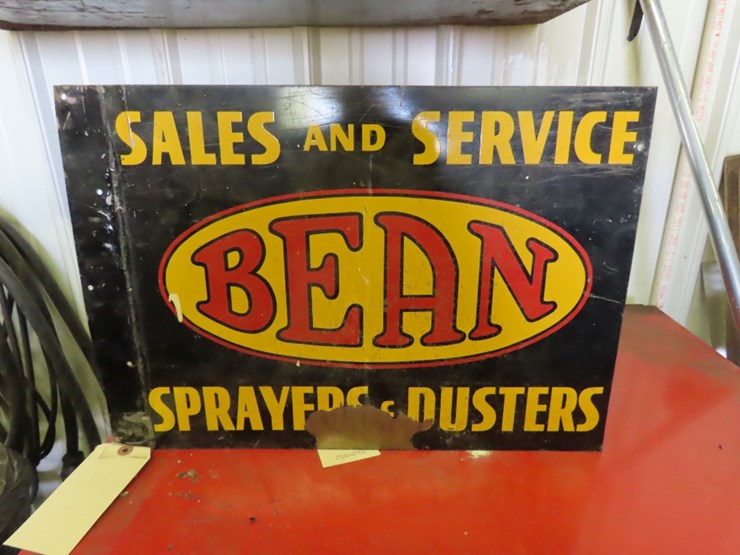 SALES AND SERVICE
BEAN
SPRAYERS & DUSTERS